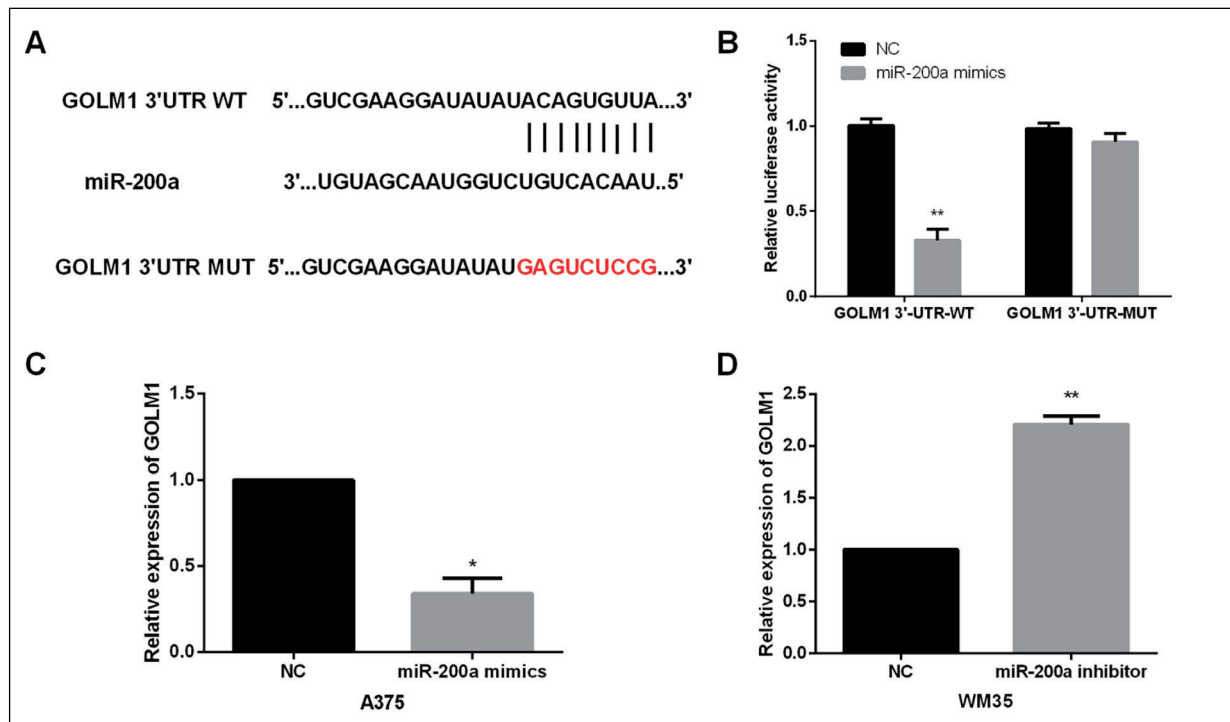 A
GOLM1 3'UTR WT 5'...GUCGAAGGAUAUAUACAGUGUUA...3'
miR-200a 3'...UGUAGCAAUGGUCUGUCACAAU..5'
GOLM1 3'UTR MUT 5'...GUCGAAGGAUAUAUGAGUCUCCG...3'
B
NC
miR-200a mimics
Relative luciferase activity
1.5
1.0
0.5
0.0
**
GOLM1 3'-UTR-WT GOLM1 3'-UTR-MUT
C
Relative expression of GOLM1
1.5
1.0
0.5
0.0
*
NC miR-200a mimics
A375
D
Relative expression of GOLM1
2.5
2.0
1.5
1.0
0.5
0.0
**
NC miR-200a inhibitor
WM35